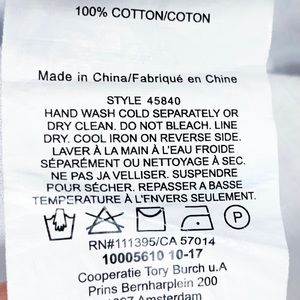 100% COTTON/COTON
Made in China/Fabriqué en Chine
STYLE 45840
HAND WASH COLD SEPARATELY OR
DRY CLEAN. DO NOT BLEACH. LINE
DRY. COOL IRON ON REVERSE.
LAVER À LA MAIN À L'EAU FROIDE
SÉPARÉMENT OU NETTOYAGE À SEC.
NE PAS JA VELLISER. SUSPENDRE
POUR SÉCHER. REPASSER A BASSE
TEMPERATURE À L'ENVERS SEULEMENT.
P
RN#111395/CA 57014
10005610 10-17
Cooperatie Tory Burch u.A
Prins Bernharplein 200
Amsterdam